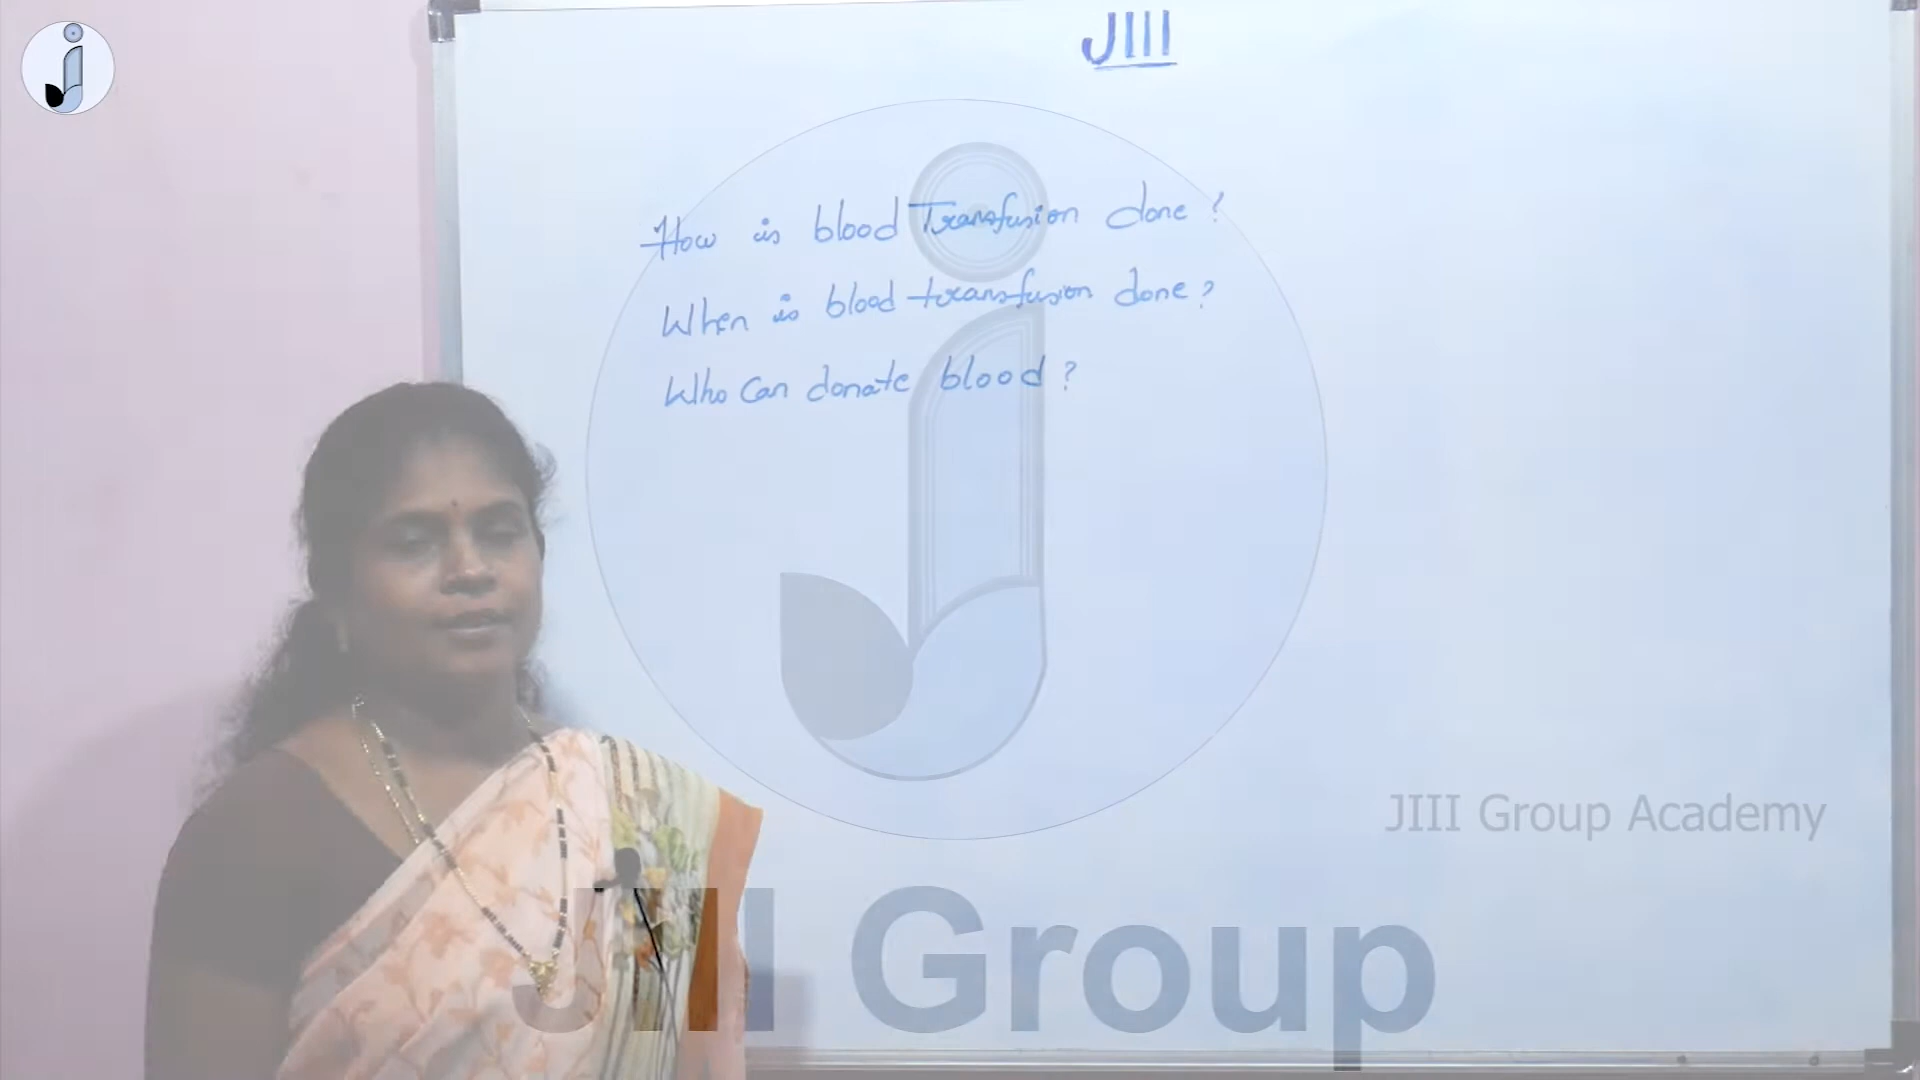 JIII
How is blood Transfusion done?
When is blood transfusion done?
Who Can donate blood?
JIII Group Academy
JIII Group